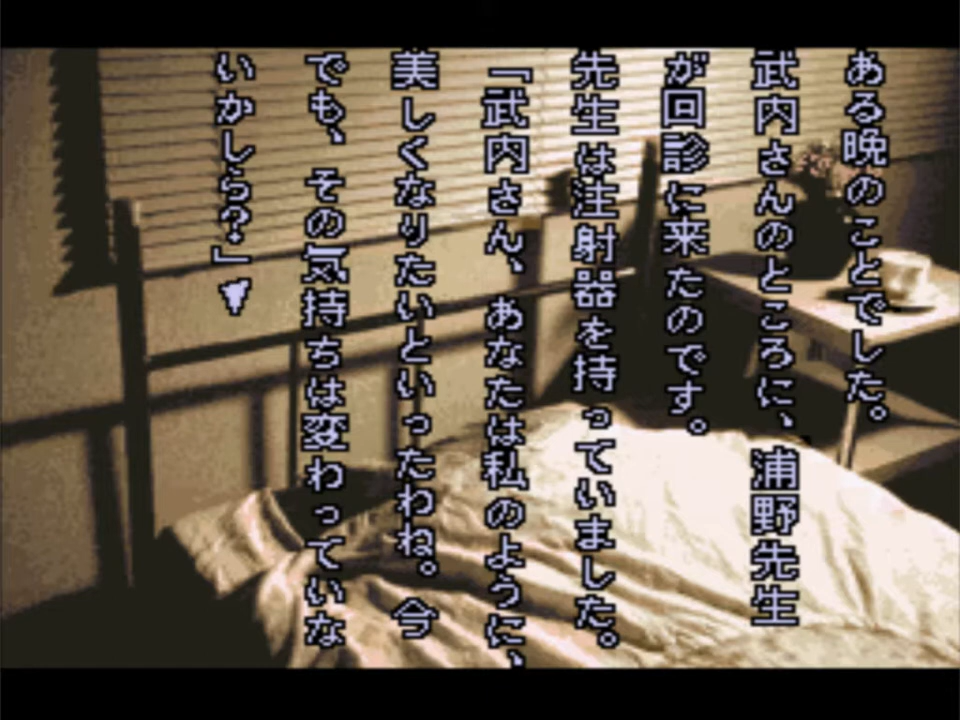 ある晩のことでした。
武内さんのところに、浦野先生
が回診に来たのです。
先生は注射器を持っていました。
「武内さん、あなたは私のように、
美しくなりたいといったわね。今
でも、その気持ちは変わっていな
いかしら?」▼